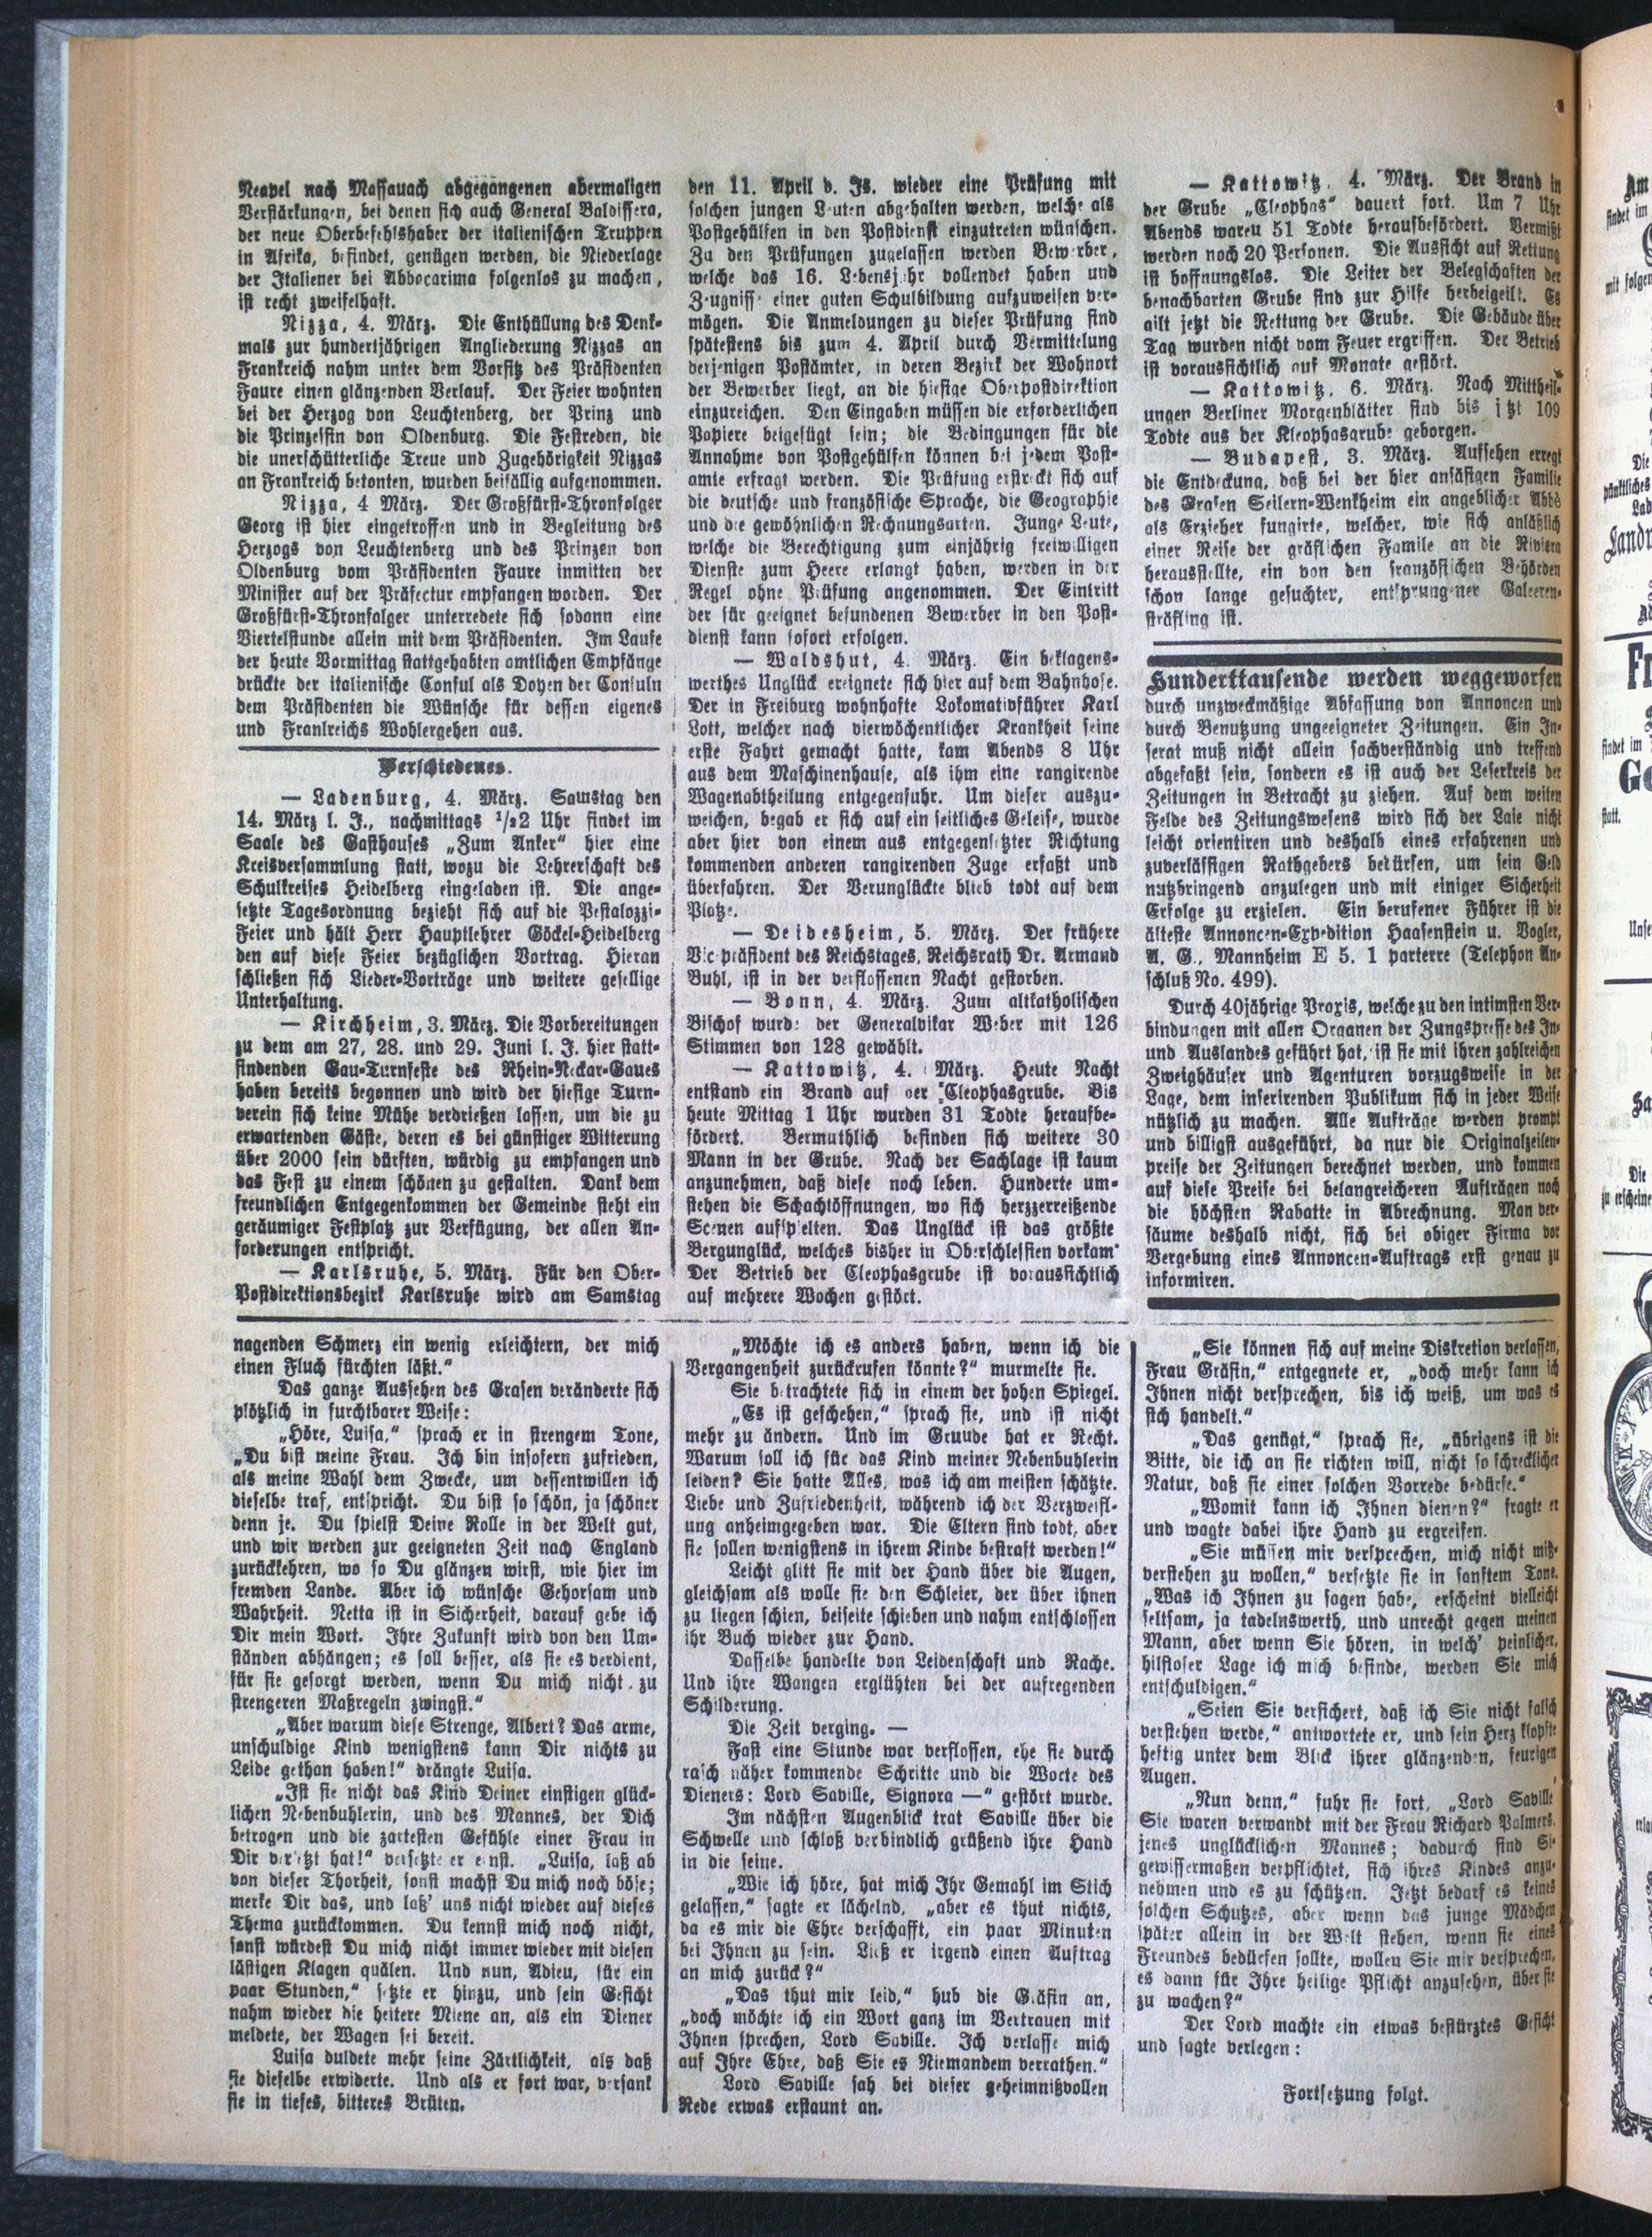 Neapel nach Massauach abgegangenen abermaligen
Verstärkungen, bei denen sich auch General Baldissera,
der neue Oberbefehlshaber der italienischen Truppen
in Afrika, befindet, genügen werden, die Niederlage
der Italiener bei Abbocarima folgenlos zu machen,
ist recht zweifelhaft.
Nizza, 4. März. Die Enthüllung des Denk-
mals zur hundertjährigen Angliederung Nizzas an
Frankreich nahm unter dem Vorsitz des Präsidenten
Faure einen glänzenden Verlauf. Der Feier wohnten
bei der Herzog von Leuchtenberg, der Prinz und
die Prinzessin von Oldenburg. Die Festreden, die
die unerschütterliche Treue und Zugehörigkeit Nizzas
an Frankreich betonten, wurden beifällig aufgenommen.
Nizza, 4 März. Der Großfürst-Thronfolger
Georg ist hier eingetroffen und in Begleitung des
Herzogs von Leuchtenberg und des Prinzen von
Oldenburg vom Präsidenten Faure inmitten der
Minister auf der Präfectur empfangen worden. Der
Großfürst-Thronfolger unterredete sich sodann eine
Viertelstunde allein mit dem Präsidenten. Im Laufe
der heute Vormittag stattgehabten amtlichen Empfänge
drückte der italienische Consul als Doyen der Consuln
dem Präsidenten die Wünsche für dessen eigenes
und Franlreichs Wohlergehen aus.
Verschiedenes.
— Ladenburg, 4. März. Samstag den
14. März l. J., nachmittags 1/22 Uhr findet im
Saale des Gasthauses „Zum Anker“ hier eine
Kreisversammlung statt, wozu die Lehrerschaft des
Schulkreises Heidelberg eingeladen ist. Die ange-
setzte Tagesordnung bezieht sich auf die Pestalozzi-
Feier und hält Herr Hauptlehrer Göckel-Heidelberg
den auf diese Feier bezüglichen Vortrag. Hieran
schließen sich Lieder-Vorträge und weitere gesellige
Unterhaltung.
— Kirchheim, 3. März. Die Vorbereitungen
zu dem am 27, 28. und 29. Juni l. J. hier statt-
findenden Gau-Turnfeste des Rhein-Neckar-Gaues
haben bereits begonnen und wird der hiesige Turn-
verein sich keine Mühe verdrießen lassen, um die zu
erwartenden Gäste, deren es bei günstiger Witterung
über 2000 sein dürften, würdig zu empfangen und
das Fest zu einem schönen zu gestalten. Dank dem
freundlichen Entgegenkommen der Gemeinde steht ein
geräumiger Festplatz zur Verfügung, der allen An-
forderungen entspricht.
— Karlsruhe, 5. März. Für den Ober-
Postdirektionsbezirk Karlsruhe wird am Samstag
den 11. April d. Js. wieder eine Prüfung mit
solchen jungen Leuten abgehalten werden, welche als
Postgehülfen in den Postdienst einzutreten wünschen.
Zu den Prüfungen zugelassen werden Bewerber,
welche das 16. Lebensjahr vollendet haben und
Zeugnisse einer guten Schulbildung aufzuweisen ver-
mögen. Die Anmeldungen zu dieser Prüfung sind
spätestens bis zum 4. April durch Vermittelung
derjenigen Postämter, in deren Bezirk der Wohnort
der Bewerber liegt, an die hiesige Oberpostdirektion
einzureichen. Den Eingaben müssen die erforderlichen
Papiere beigefügt sein; die Bedingungen für die
Annahme von Postgehülfen können bei jedem Post-
amte erfragt werden. Die Prüfung erstreckt sich auf
die deutsche und französische Sprache, die Geographie
und die gewöhnlichen Rechnungsarten. Junge Leute,
welche die Berechtigung zum einjährig freiwilligen
Dienste zum Heere erlangt haben, werden in der
Regel ohne Prüfung angenommen. Der Eintritt
der für geeignet befundenen Bewerber in den Post-
dienst kann sofort erfolgen.
— Waldshut, 4. März. Ein beklagens-
werthes Unglück ereignete sich hier auf dem Bahnhofe.
Der in Freiburg wohnhafte Lokomativführer Karl
Lott, welcher nach vierwöchentlicher Krankheit seine
erste Fahrt gemacht hatte, kam Abends 8 Uhr
aus dem Maschinenhause, als ihm eine rangirende
Wagenabtheilung entgegenfuhr. Um dieser auszu-
weichen, begab er sich auf ein seitliches Geleise, wurde
aber hier von einem aus entgegensetzter Richtung
kommenden anderen rangirenden Zuge erfaßt und
überfahren. Der Verunglückte blieb todt auf dem
Platze.
— Deidesheim, 5. März. Der frühere
Vicepräsident des Reichstages, Reichsrath Dr. Armand
Buhl, ist in der verflossenen Nacht gestorben.
— Bonn, 4. März. Zum altkatholischen
Bischof wurde der Generalvikar Weber mit 126
Stimmen von 128 gewählt.
— Kattowitz, 4. März. Heute Nacht
entstand ein Brand auf der Cleophasgrube. Bis
heute Mittag 1 Uhr wurden 31 Todte heraufbe-
fördert. Vermuthlich befinden sich weitere 30
Mann in der Grube. Nach der Sachlage ist kaum
anzunehmen, daß diese noch leben. Hunderte um-
stehen die Schachtöffnungen, wo sich herzzerreißende
Scenen aufspielten. Das Unglück ist das größte
Bergunglück, welches bisher in Oberschlesien vorkam
Der Betrieb der Cleophasgrube ist voraussichtlich
auf mehrere Wochen gestört.
— Kattowitz, 4. März. Der Brand in
der Grube „Cleophas“ dauert fort. Um 7 Uhr
Abends wareu 51 Todte herausbefördert. Vermißt
werden noch 20 Personen. Die Aussicht auf Rettung
ist hoffnungslos. Die Leiter der Belegschaften der
benachbarten Grube sind zur Hilfe herbeigeilt. Es
gilt jetzt die Rettung der Grube. Die Gebäude über
Tag wurden nicht vom Feuer ergriffen. Der Betrieb
ist voraussichtlich auf Monate gestört.
— Kattowitz, 6. März. Nach Mittheil-
ungen Berliner Morgenblätter sind bis jetzt 109
Todte aus der Kleophasgrube geborgen.
— Budapest, 3. März. Aufsehen erregt
die Entdeckung, daß bei der hier ansäßigen Familie
des Grafen Seilern-Wenkheim ein angeblicher Abbè
als Erzieher fungirte, welcher, wie sich anläßlich
einer Reise der gräflichen Famile an die Riviera
herausstellte, ein von den französischen Behörden
schon lange gesuchter, entsprungener Galeeren-
sträfling ist.
Hunderttausende werden weggeworfen
durch unzweckmäßige Abfassung von Annoncen und
durch Benutzung ungeeigneter Zeitungen. Ein In-
serat muß nicht allein sachverständig und treffend
abgefaßt sein, sondern es ist auch der Leserkreis der
Zeitungen in Betracht zu ziehen. Auf dem weiten
Felde des Zeitungswesens wird sich der Laie nicht
leicht orientiren und deshalb eines erfahrenen und
zuverlässigen Rathgebers bedürfen, um sein Geld
nutzbringend anzulegen und mit einiger Sicherheit
Erfolge zu erzielen. Ein berufener Führer ist die
älteste Annoncen-Expedition Haasenstein u. Vogler,
A. G., Mannheim E 5. 1 parterre (Telephon An-
schluß No. 499).
Durch 40jährige Praxis, welche zu den intimsten Ver-
bindungen mit allen Organen der Zungspresse des In-
und Auslandes geführt hat, ist sie mit ihren zahlreichen
Zweighäuser und Agenturen vorzugsweise in der
Lage, dem inserirenden Publikum sich in jeder Weise
nützlich zu machen. Alle Aufträge werden prompt
und billigst ausgeführt, da nur die Originalzeilen-
preise der Zeitungen berechnet werden, und kommen
auf diese Preise bei belangreicheren Aufträgen noch
die höchsten Rabatte in Abrechnung. Man ver-
säume deshalb nicht, sich bei obiger Firma vor
Vergebung eines Annoncen-Auftrags erst genau zu
informiren.
nagenden Schmerz ein wenig erleichtern, der mich
einen Fluch fürchten läßt.“
Das ganze Aussehen des Grafen veränderte sich
plötzlich in furchtbarer Weise:
„Höre, Luisa,“ sprach er in strengem Tone,
„Du bist meine Frau. Ich bin insofern zufrieden,
als meine Wahl dem Zwecke, um dessentwillen ich
dieselbe traf, entspricht. Du bist so schön, ja schöner
denn je. Du spielst Deine Rolle in der Welt gut,
und wir werden zur geeigneten Zeit nach England
zurückkehren, wo so Du glänzen wirst, wie hier im
fremden Lande. Aber ich wünsche Gehorsam und
Wahrheit. Netta ist in Sicherheit, darauf gebe ich
Dir mein Wort. Ihre Zukunft wird von den Um-
ständen abhängen; es soll besser, als sie es verdient,
für sie gesorgt werden, wenn Du mich nicht zu
strengeren Maßregeln zwingst.“
„Aber warum diese Strenge, Albert? Das arme,
unschuldige Kind wenigstens kann Dir nichts zu
Leide gethan haben!“ drängte Luisa.
„Ist sie nicht das Kind Deiner einstigen glück-
lichen Nebenbuhlerin, und des Mannes, der Dich
betrogen und die zartesten Gefühle einer Frau in
Dir verletzt hat!“ versetzte er ernst. „Luisa, laß ab
von dieser Thorheit, sonst machst Du mich noch böse;
merke Dir das, und laß’ uns nicht wieder auf dieses
Thema zurückkommen. Du kennst mich noch nicht,
sonst würdest Du mich nicht immer wieder mit diesen
lästigen Klagen quälen. Und nun, Adieu, für ein
paar Stunden,“ setzte er hinzu, und sein Gesicht
nahm wieder die heitere Miene an, als ein Diener
meldete, der Wagen sei bereit.
Luisa duldete mehr seine Zärtlichkeit, als daß
sie dieselbe erwiderte. Und als er fort war, versank
sie in tiefes, bitteres Brüten.
„Möchte ich es anders haben, wenn ich die
Vergangenheit zurückrufen könnte?“ murmelte sie.
Sie betrachtete sich in einem der hohen Spiegel.
„Es ist geschehen,“ sprach sie, und ist nicht
mehr zu ändern. Und im Gruude hat er Recht.
Warum soll ich für das Kind meiner Nebenbuhlerin
leiden? Sie hatte Alles, was ich am meisten schätzte.
Liebe und Zufriedenheit, während ich der Verzweifl-
ung anheimgegeben war. Die Eltern sind todt, aber
sie sollen wenigstens in ihrem Kinde bestraft werden!“
Leicht glitt sie mit der Hand über die Augen,
gleichsam als wolle sie den Schleier, der über ihnen
zu liegen schien, beiseite schieben und nahm entschlossen
ihr Buch wieder zur Hand.
Dasselbe handelte von Leidenschaft und Rache.
Und ihre Wangen erglühten bei der aufregenden
Schilderung.
Die Zeit verging. —
Fast eine Stunde war verflossen, ehe sie durch
rasch näher kommende Schritte und die Worte des
Dieners: Lord Saville, Signora —“ gestört wurde.
Im nächsten Augenblick trat Saville über die
Schwelle und schloß verbindlich grüßend ihre Hand
in die seine.
„Wie ich höre, hat mich Ihr Gemahl im Stich
gelassen,“ sagte er lächelnd, „aber es thut nichts,
da es mir die Ehre verschafft, ein paar Minuten
bei Ihnen zu sein. Ließ er irgend einen Auftrag
an mich zurück?“
„Das thut mir leid,“ hub die Gräfin an,
„doch möchte ich ein Wort ganz im Vertrauen mit
Ihnen sprechen, Lord Saville. Ich verlasse mich
auf Ihre Ehre, daß Sie es Niemandem verrathen.“
Lord Saville sah bei dieser geheimnißvollen
Rede etwas erstaunt an.
„Sie können sich auf meine Diskretion verlassen,
Frau Gräfin,“ entgegnete er, „doch mehr kann ich
Ihnen nicht versprechen, bis ich weiß, um was es
sich handelt.“
„Das genügt,“ sprach sie, „übrigens ist die
Bitte, die ich an sie richten will, nicht so schrecklicher
Natur, daß sie einer solchen Vorrede bedürfe.“
„Womit kann ich Ihnen dienen?“ fragte er
und wagte dabei ihre Hand zu ergreifen.
„Sie müssen mir versprechen, mich nicht miß-
verstehen zu wollen,“ versetzte sie in sanftem Tone.
„Was ich Ihnen zu sagen habe, erscheint vielleicht
seltsam, ja tadelnswerth, und unrecht gegen meinen
Mann, aber wenn Sie hören, in welch’ peinlicher,
hilfloser Lage ich mich befinde, werden Sie mich
entschuldigen.“
„Seien Sie versichert, daß ich Sie nicht falsch
verstehen werde,“ antwortete er, und sein Herz klopfte
heftig unter dem Blick ihrer glänzenden, feurigen
Augen.
„Nun denn,“ fuhr sie fort, „Lord Saville,
Sie waren verwandt mit der Frau Richard Palmers,
jenes unglücklichen Mannes; dadurch sind Si
gewissermaßen verpflichtet, sich ihres Kindes anzu-
nehmen und es zu schützen. Jetzt bedarf es keines
solchen Schutzes, aber wenn das junge Mädchen
später allein in der Welt stehen, wenn sie eines
Freundes bedürfen sollte, wollen Sie mir versprechen,
es dann für Ihre heilige Pflicht anzusehen, über sie
zu wachen?“
Der Lord machte ein etwas bestürztes Gesicht
und sagte verlegen:
Fortsetzung folgt.